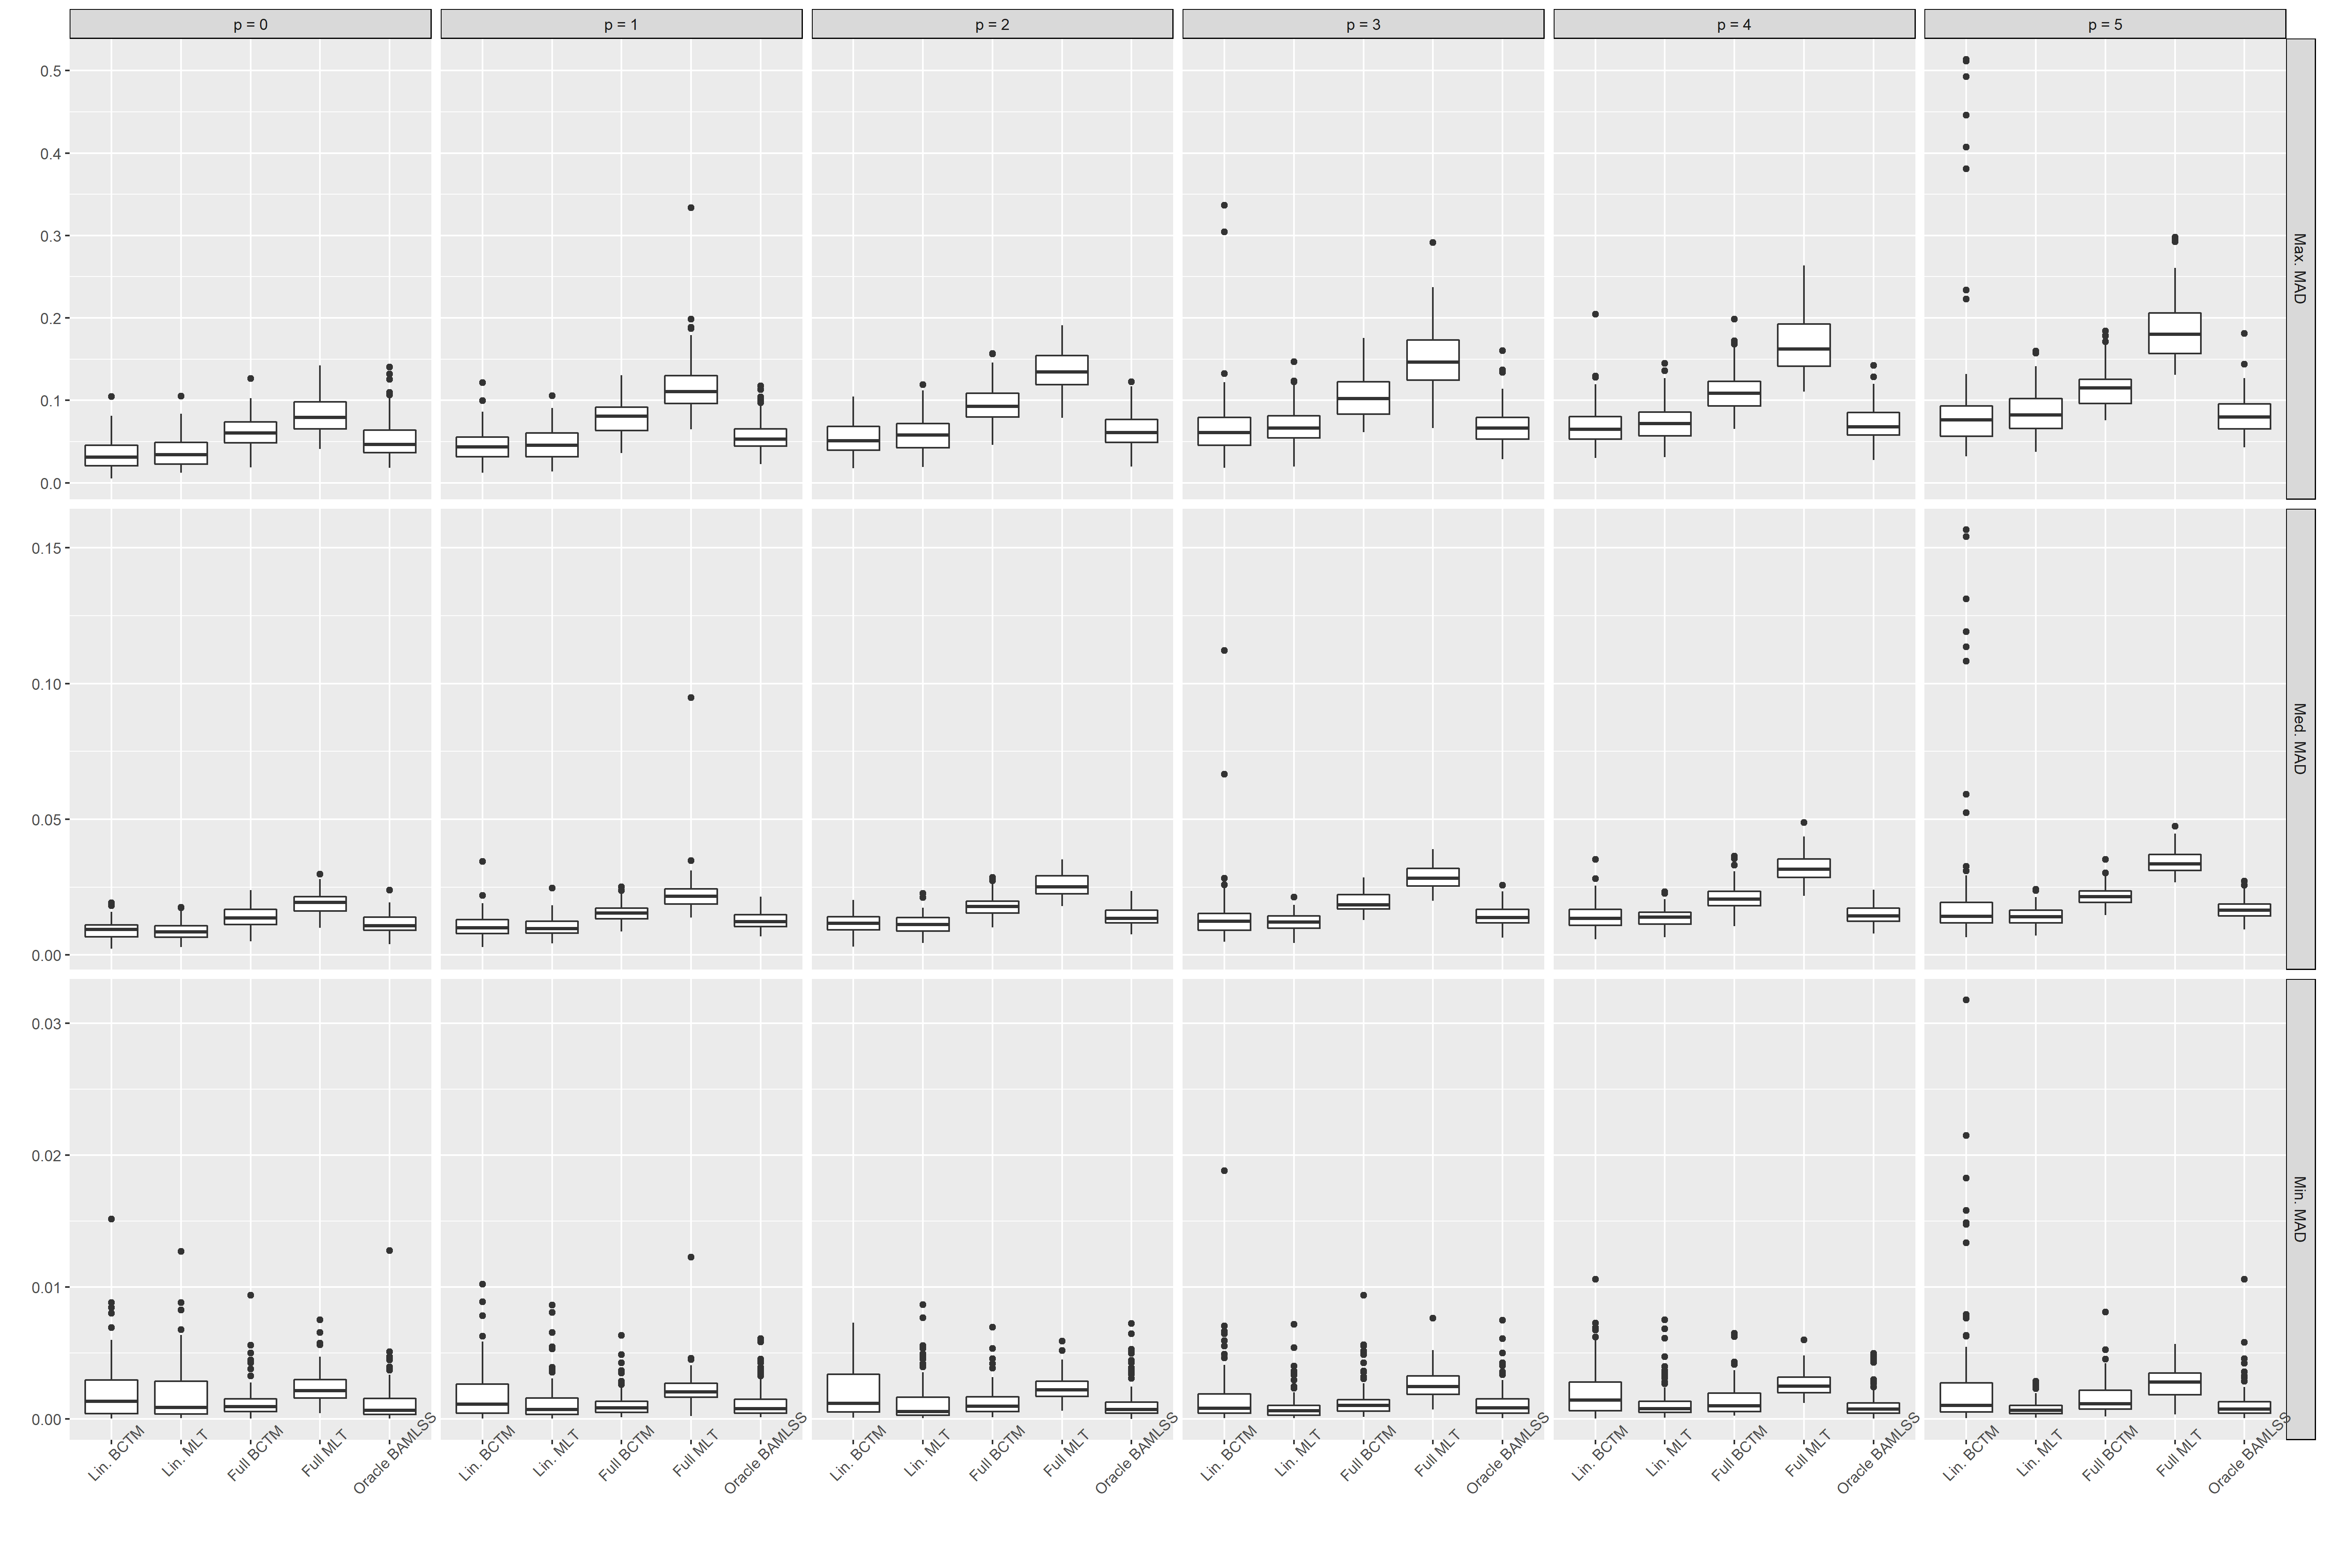 p = 0
p = 1
p = 2
p = 3
p = 4
p = 5
0.5
0.4
0.3
0.2
0.1
0.0
Max. MAD
0.15
0.10
0.05
0.00
Med. MAD
0.03
0.02
0.01
0.00
Min. MAD
Lin. BCTM
Lin. MLT
Full BCTM
Full MLT
Oracle BAMLSS
Lin. BCTM
Lin. MLT
Full BCTM
Full MLT
Oracle BAMLSS
Lin. BCTM
Lin. MLT
Full BCTM
Full MLT
Oracle BAMLSS
Lin. BCTM
Lin. MLT
Full BCTM
Full MLT
Oracle BAMLSS
Lin. BCTM
Lin. MLT
Full BCTM
Full MLT
Oracle BAMLSS
Lin. BCTM
Lin. MLT
Full BCTM
Full MLT
Oracle BAMLSS